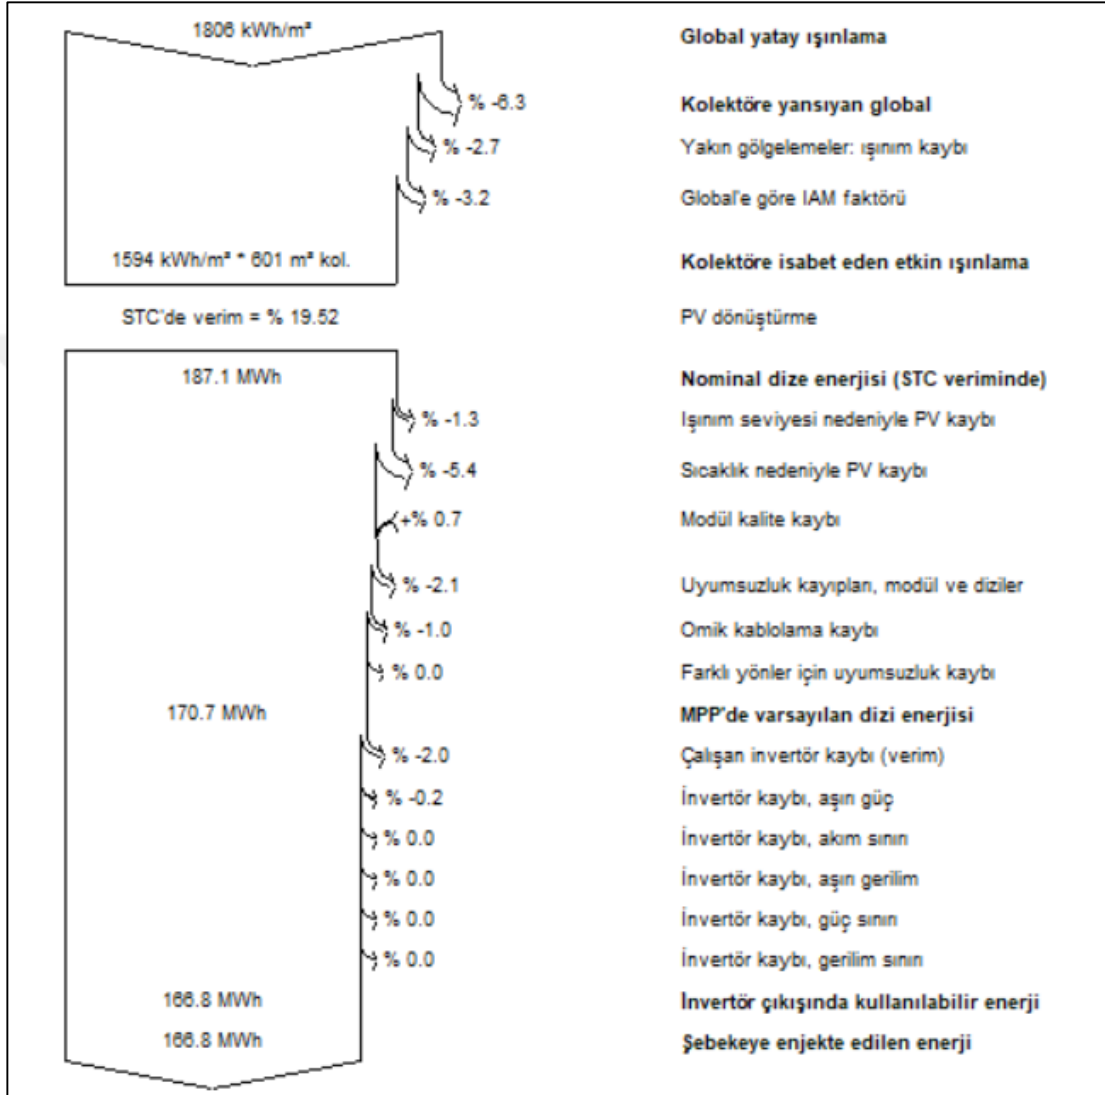 1806 kWh/m² Global yatay ışınlama
% -6.3 Kolektöre yansıyan global
% -2.7 Yakın gölgelemeler: ışınım kaybı
% -3.2 Global'e göre IAM faktörü
1594 kWh/m² * 601 m² kol. Kolektöre isabet eden etkin ışınlama
STC'de verim = % 19.52 PV dönüştürme
187.1 MWh Nominal dize enerjisi (STC veriminde)
% -1.3 Işınım seviyesi nedeniyle PV kaybı
% -5.4 Sıcaklık nedeniyle PV kaybı
+% 0.7 Modül kalite kaybı
% -2.1 Uyumsuzluk kayıpları, modül ve diziler
% -1.0 Omik kablolama kaybı
% 0.0 Farklı yönler için uyumsuzluk kaybı
170.7 MWh MPP'de varsayılan dizi enerjisi
% -2.0 Çalışan invertör kaybı (verim)
% -0.2 İnvertör kaybı, aşırı güç
% 0.0 İnvertör kaybı, akım sınırı
% 0.0 İnvertör kaybı, aşırı gerilim
% 0.0 İnvertör kaybı, güç sınırı
% 0.0 İnvertör kaybı, gerilim sınırı
166.8 MWh İnvertör çıkışında kullanılabilir enerji
166.8 MWh Şebekeye enjekte edilen enerji